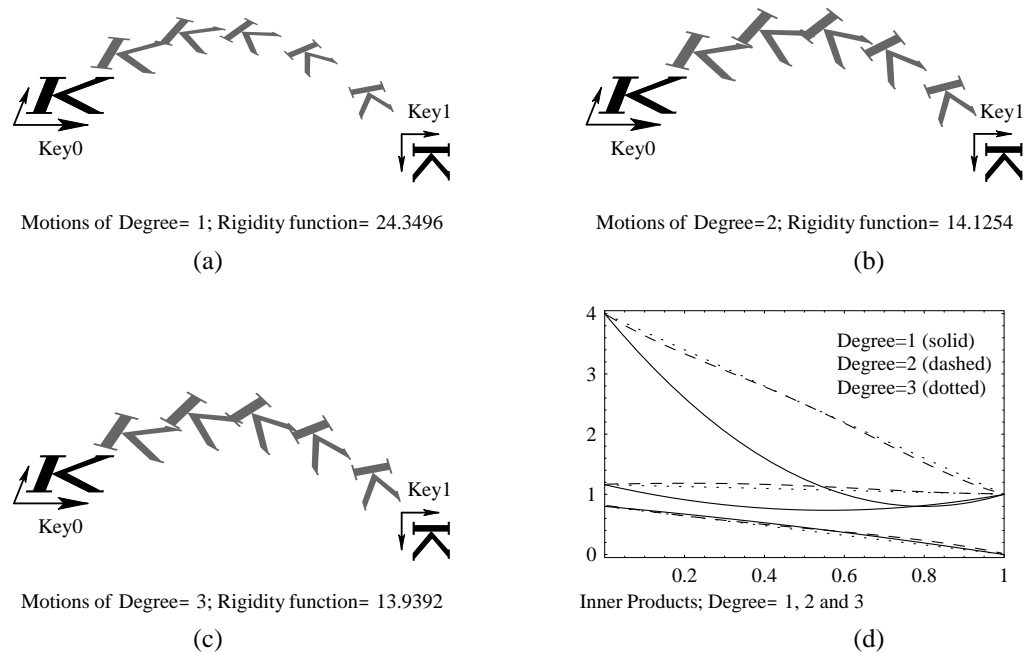 K K K K K K K
Key0
Key1
Motions of Degree= 1; Rigidity function= 24.3496
(a)
K K K K K K K
Key0
Key1
Motions of Degree=2; Rigidity function= 14.1254
(b)
K K K K K K K
Key0
Key1
Motions of Degree= 3; Rigidity function= 13.9392
(c)
4
3
2
1
0
Degree=1 (solid)
Degree=2 (dashed)
Degree=3 (dotted)
0.2 0.4 0.6 0.8 1
Inner Products; Degree= 1, 2 and 3
(d)